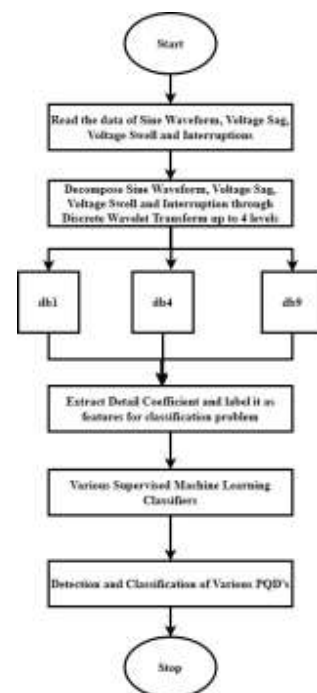 Start
Read the data of Sine Waveform, Voltage Sag,
Voltage Swell and Interruptions
Decompose Sine Waveform, Voltage Sag,
Voltage Swell and Interruption through
Discrete Wavelet Transform up to 4 levels
db1
db4
db9
Extract Detail Coefficient and label it as
features for classification problem
Various Supervised Machine Learning
Classifiers
Detection and Classification of Various PQD's
Stop